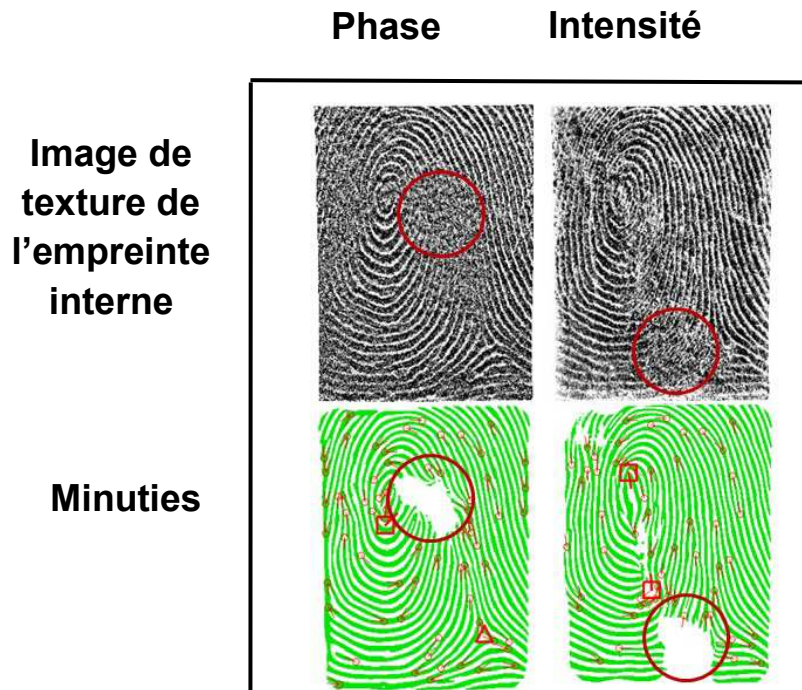 Phase Intensité
Image de
texture de
l’empreinte
interne
Minuties